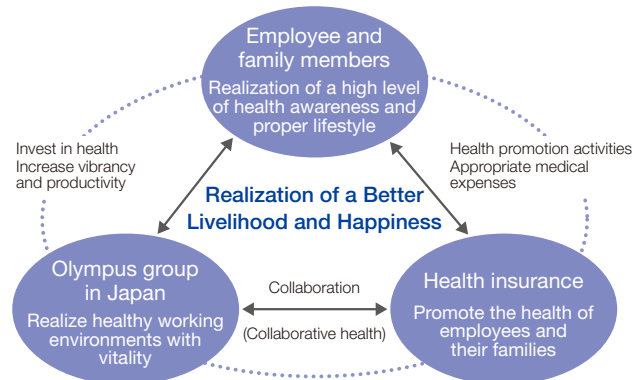 Employee and
family members
Realization of a high level
of health awareness and
proper lifestyle
Invest in health
Increase vibrancy
and productivity
Health promotion activities
Appropriate medical
expenses
Realization of a Better
Livelihood and Happiness
Olympus group
in Japan
Realize healthy working
environments with
vitality
Collaboration
(Collaborative health)
Health insurance
Promote the health of
employees and
their families